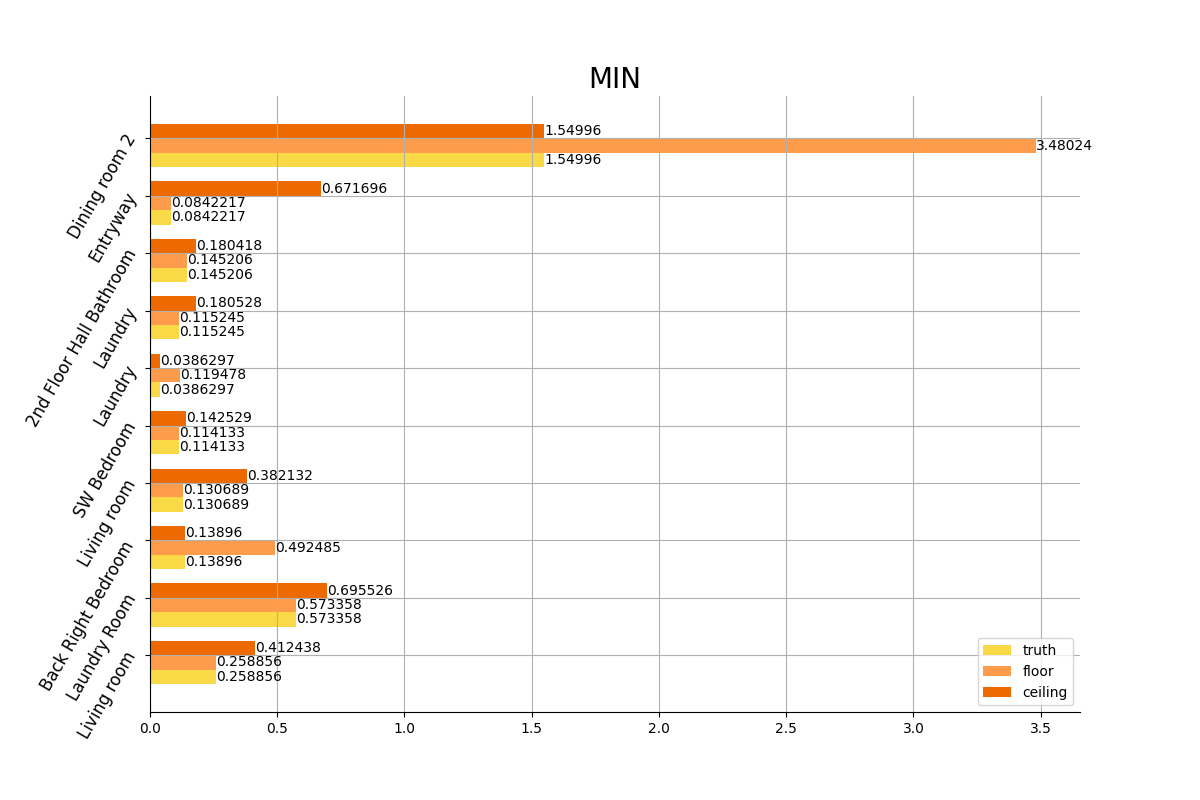 MIN
Dining room 2
1.54996
3.48024
1.54996
Entryway
0.671696
0.0842217
0.0842217
2nd Floor Hall Bathroom
0.180418
0.145206
0.145206
Laundry
0.180528
0.115245
0.115245
Laundry
0.0386297
0.119478
0.0386297
SW Bedroom
0.142529
0.114133
0.114133
Living room
0.382132
0.130689
0.130689
Back Right Bedroom
0.13896
0.492485
0.13896
Laundry Room
0.695526
0.573358
0.573358
Living room
0.412438
0.258856
0.258856
truth
floor
ceiling
0.0 0.5 1.0 1.5 2.0 2.5 3.0 3.5